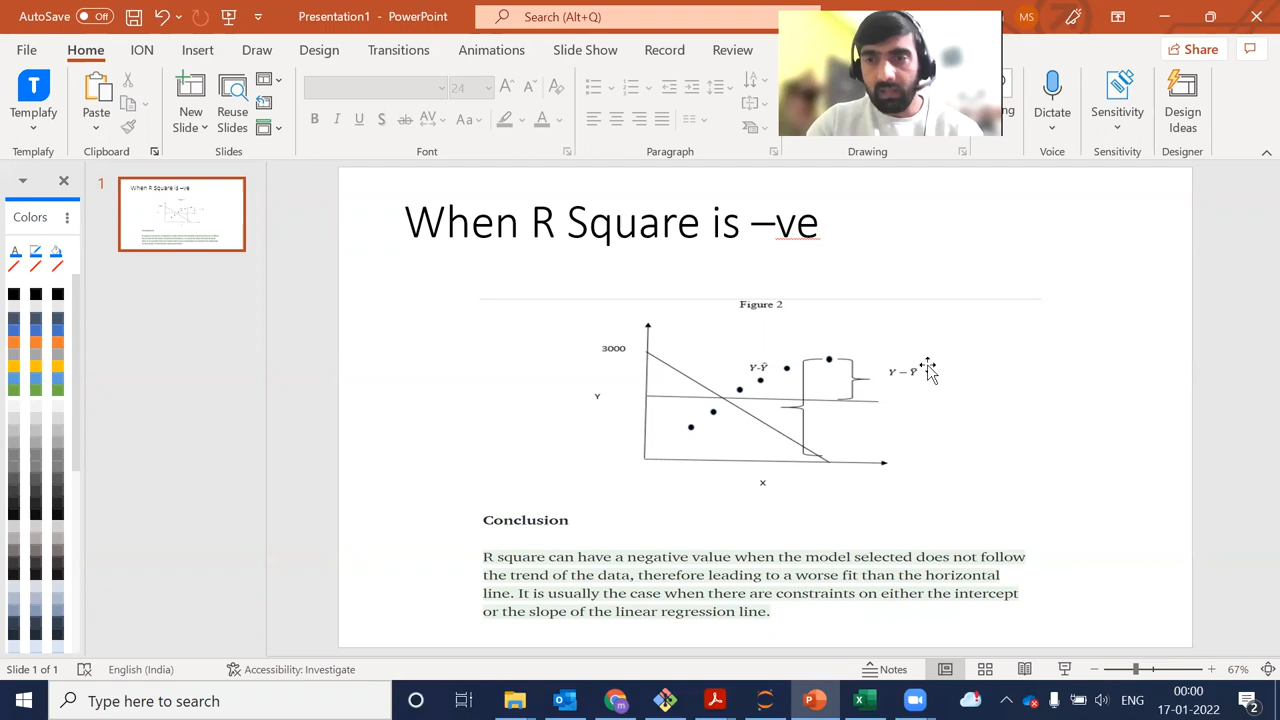 AutoSave Off Presentation1 - PowerPoint Search (Alt+Q) MS
File Home ION Insert Draw Design Transitions Animations Slide Show Record Review Share
Templafy Paste New Slide Reuse Slides Dictate Sensitivity Design Ideas
Templafy Clipboard Slides Font Paragraph Drawing Voice Sensitivity Designer
Colors
1
When R Square is –ve
Figure 2
3000
Y
Y-Ŷ
Y – Ȳ
X
Conclusion
R square can have a negative value when the model selected does not follow
the trend of the data, therefore leading to a worse fit than the horizontal
line. It is usually the case when there are constraints on either the intercept
or the slope of the linear regression line.
Slide 1 of 1 English (India) Accessibility: Investigate Notes 67%
Type here to search ENG 00:00
17-01-2022 2